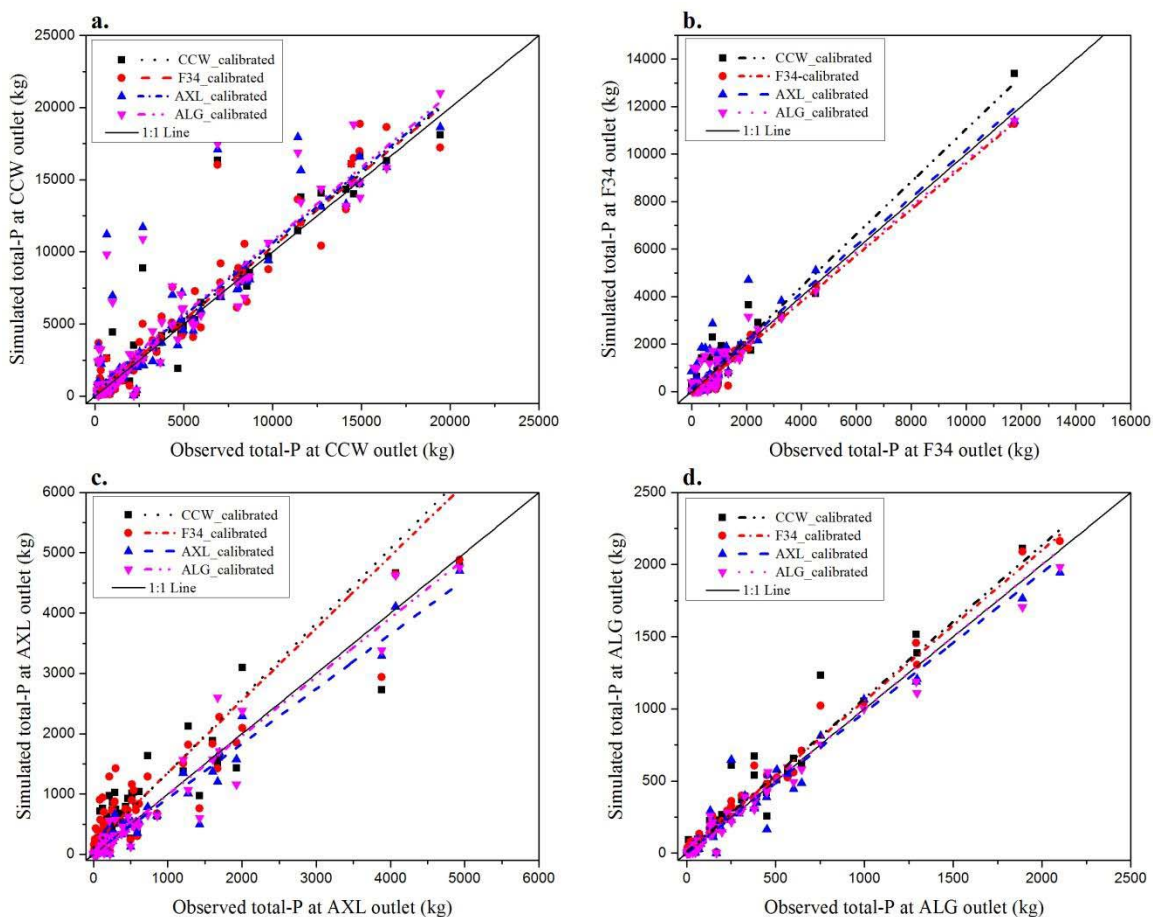 a.
25000
20000
15000
10000
5000
0
CCW_calibrated
F34_calibrated
AXL_calibrated
ALG_calibrated
1:1 Line
0 5000 10000 15000 20000 25000
Simulated total-P at CCW outlet (kg)
Observed total-P at CCW outlet (kg)
b.
14000
12000
10000
8000
6000
4000
2000
0
CCW_calibrated
F34-calibrated
AXL_calibrated
ALG_calibrated
1:1 Line
0 2000 4000 6000 8000 10000 12000 14000 16000
Simulated total-P at F34 outlet (kg)
Observed total-P at F34 outlet (kg)
c.
6000
5000
4000
3000
2000
1000
0
CCW_calibrated
F34_calibrated
AXL_calibrated
ALG_calibrated
1:1 Line
0 1000 2000 3000 4000 5000 6000
Simulated total-P at AXL outlet (kg)
Observed total-P at AXL outlet (kg)
d.
2500
2000
1500
1000
500
0
CCW_calibrated
F34_calibrated
AXL_calibrated
ALG_calibrated
1:1 Line
0 500 1000 1500 2000 2500
Simulated total-P at ALG outlet (kg)
Observed total-P at ALG outlet (kg)